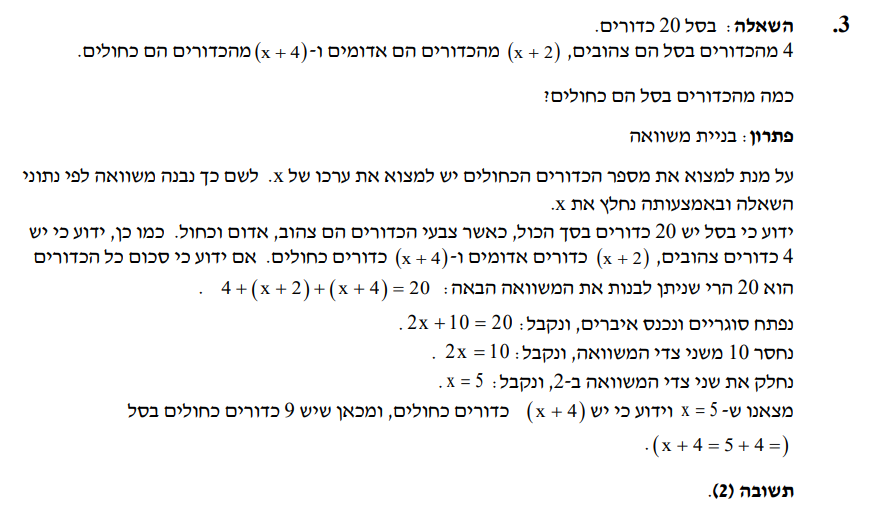 3. השאלה: בסל 20 כדורים.
4 מהכדורים בסל הם צהובים, (x + 2) מהכדורים הם אדומים ו-(x + 4) מהכדורים הם כחולים.
כמה מהכדורים בסל הם כחולים?
פתרון: בניית משוואה
על מנת למצוא את מספר הכדורים הכחולים יש למצוא את ערכו של x. לשם כך נבנה משוואה לפי נתוני
השאלה ובאמצעותה נחלץ את x.
ידוע כי בסל יש 20 כדורים בסך הכול, כאשר צבעי הכדורים הם צהוב, אדום וכחול. כמו כן, ידוע כי יש
4 כדורים צהובים, (x + 2) כדורים אדומים ו-(x + 4) כדורים כחולים. אם ידוע כי סכום כל הכדורים
הוא 20 הרי שניתן לבנות את המשוואה הבאה: 4 + (x + 2) + (x + 4) = 20 .
נפתח סוגריים ונכנס איברים, ונקבל: 2x + 10 = 20.
נחסר 10 משני צדי המשוואה, ונקבל: 2x = 10 .
נחלק את שני צדי המשוואה ב-2, ונקבל: x = 5.
מצאנו ש- x = 5 וידוע כי יש (x + 4) כדורים כחולים, ומכאן שיש 9 כדורים כחולים בסל
(x + 4 = 5 + 4 =).
תשובה (2).